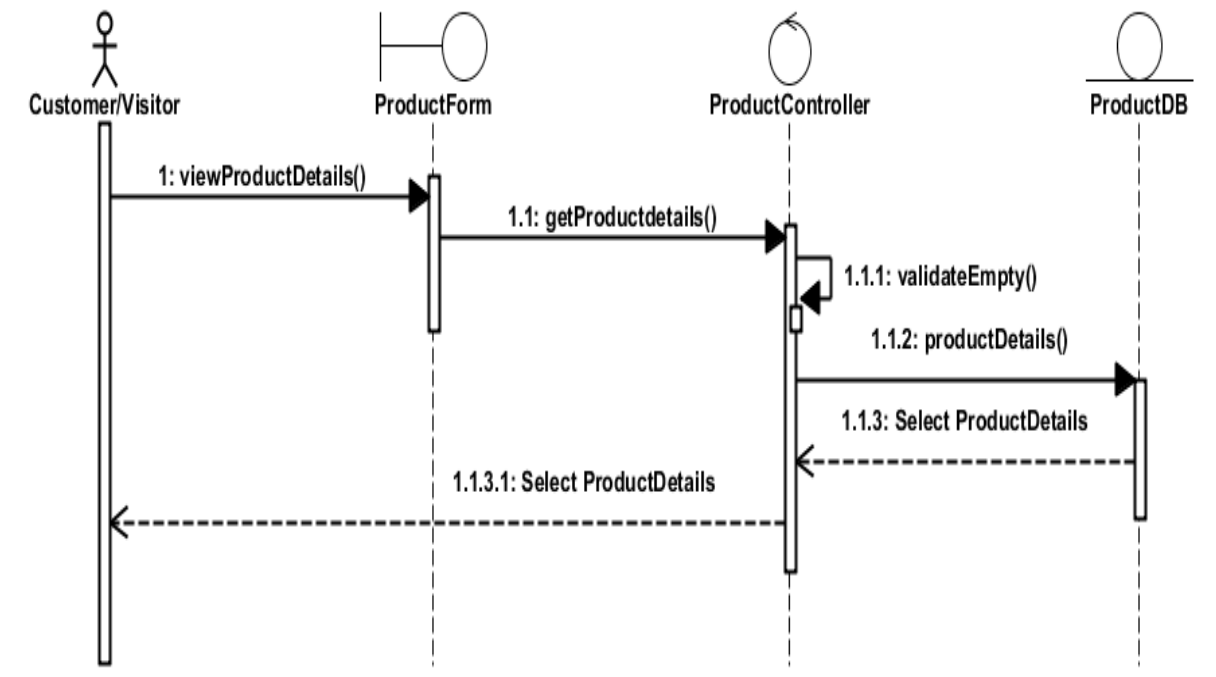 Customer/Visitor
ProductForm
ProductController
ProductDB
1: viewProductDetails()
1.1: getProductdetails()
1.1.1: validateEmpty()
1.1.2: productDetails()
1.1.3: Select ProductDetails
1.1.3.1: Select ProductDetails